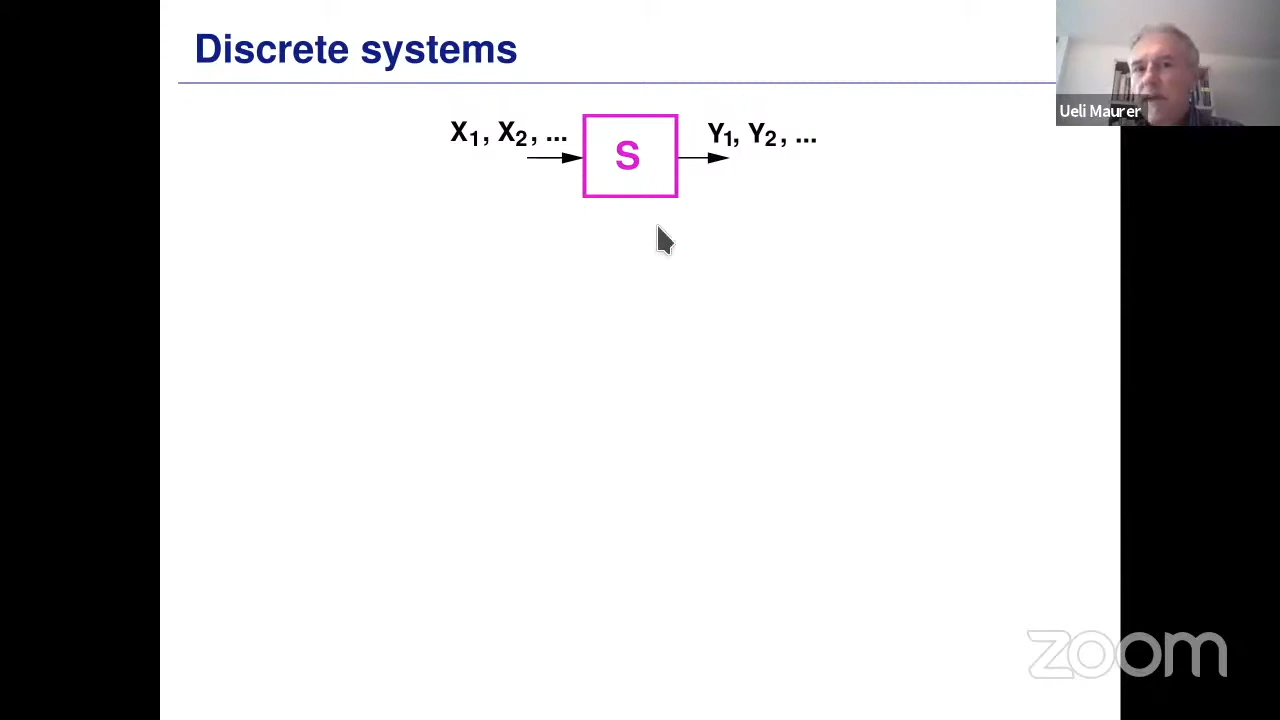 Discrete systems
X1, X2, ...
S
Y1, Y2, ...
Ueli Maurer
zoom